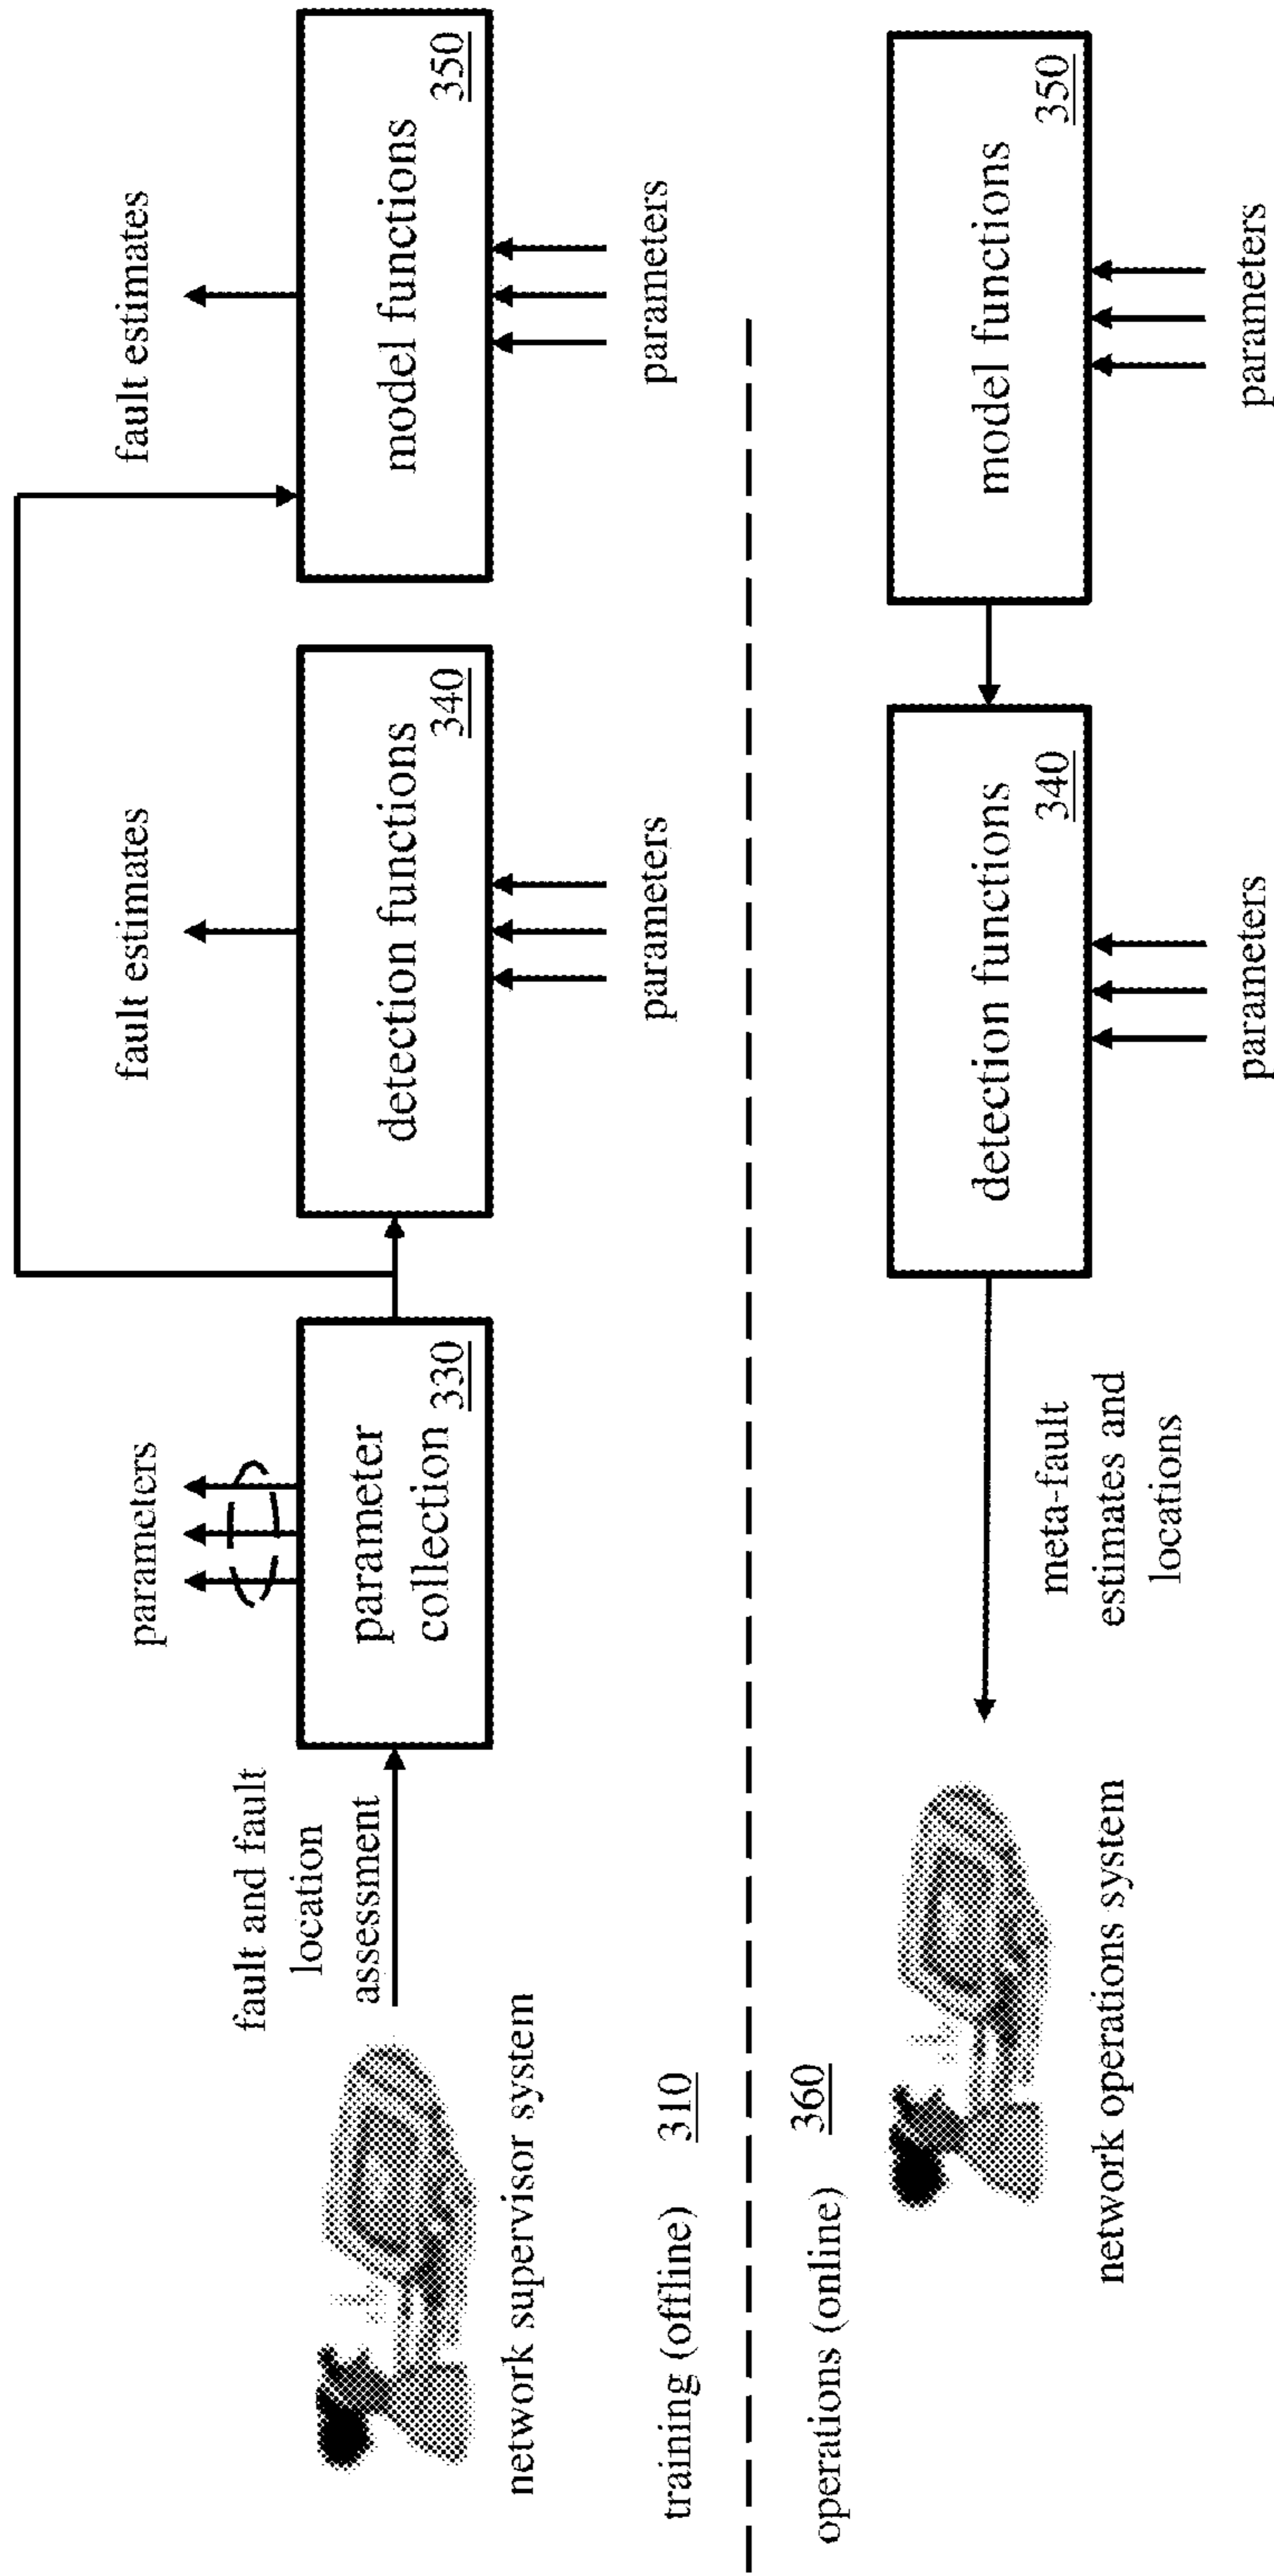 parameters
fault estimates
fault estimates
fault and fault
location
assessment
parameter
collection 330
detection functions
340
model functions
350
network supervisor system
parameters
parameters
training (offline) 310
operations (online) 360
detection functions
340
model functions
350
network operations system
meta-fault
estimates and
locations
parameters
parameters